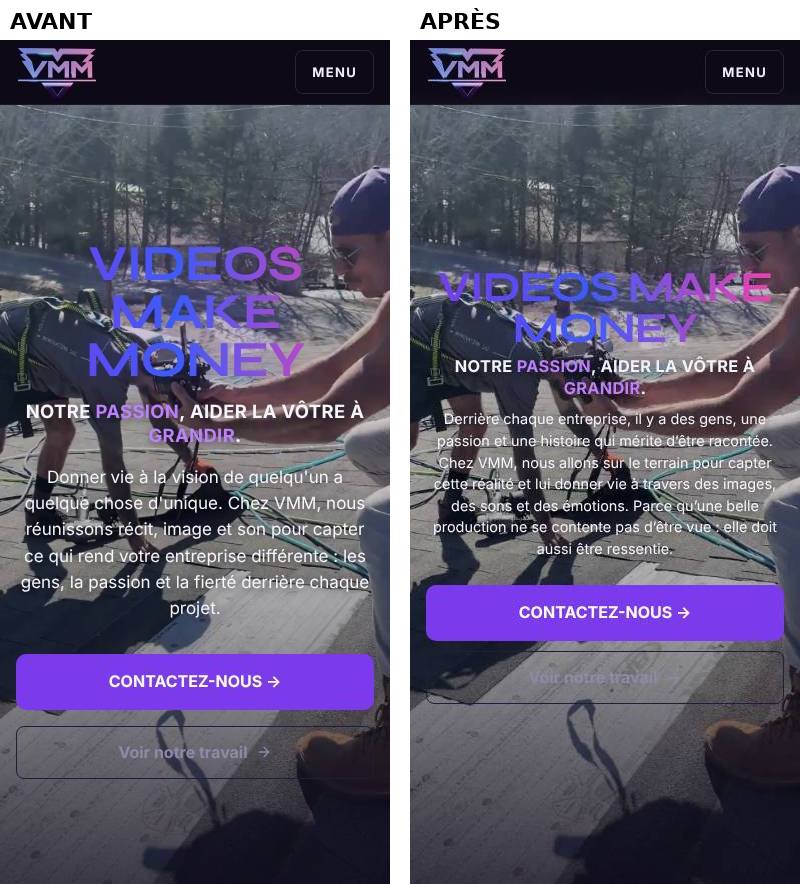 AVANT
VMM
MENU
VIDEOS
MAKE
MONEY
NOTRE PASSION, AIDER LA VÔTRE À
GRANDIR.
Donner vie à la vision de quelqu'un a
quelque chose d'unique. Chez VMM, nous
réunissons récit, image et son pour capter
ce qui rend votre entreprise différente : les
gens, la passion et la fierté derrière chaque
projet.
CONTACTEZ-NOUS →
Voir notre travail →
APRÈS
VMM
MENU
VIDEOS MAKE
MONEY
NOTRE PASSION, AIDER LA VÔTRE À
GRANDIR.
Derrière chaque entreprise, il y a des gens, une
passion et une histoire qui mérite d’être racontée.
Chez VMM, nous allons sur le terrain pour capter
cette réalité et lui donner vie à travers des images,
des sons et des émotions. Parce qu’une belle
production ne se contente pas d’être vue : elle doit
aussi être ressentie.
CONTACTEZ-NOUS →
Voir notre travail →